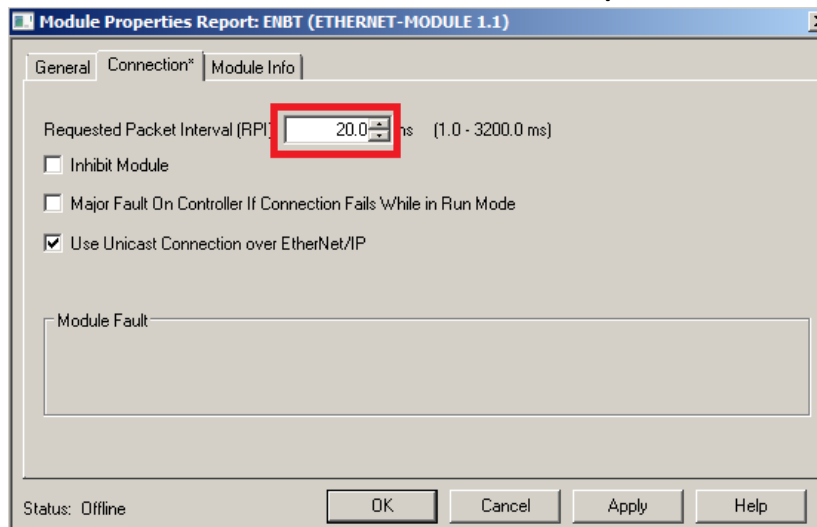 Module Properties Report: ENBT (ETHERNET-MODULE 1.1)
General Connection* Module Info
Requested Packet Interval (RPI) 20.0 ms (1.0 - 3200.0 ms)
Inhibit Module
Major Fault On Controller If Connection Fails While in Run Mode
Use Unicast Connection over EtherNet/IP
Module Fault
Status: Offline OK Cancel Apply Help